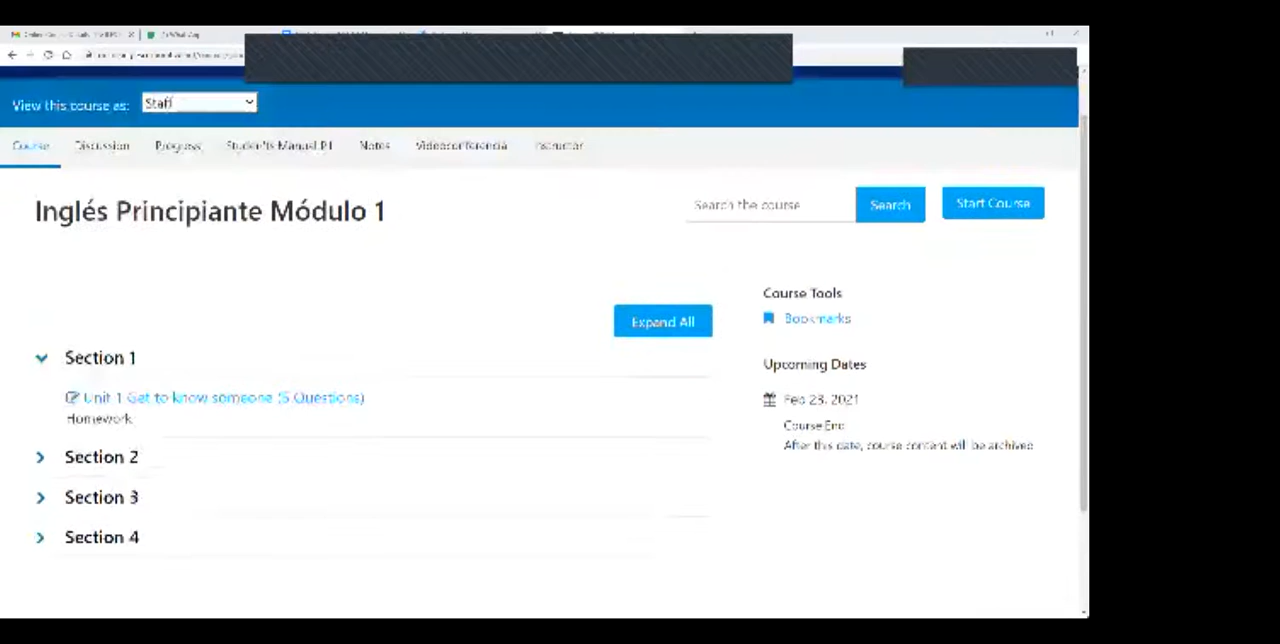 View this course as: Staff
Course Discussion Progress Student's Manual P1 Notes Videoconferencia Instructor
Inglés Principiante Módulo 1
Search the course Search Start Course
Course Tools
Bookmarks
Expand All
Section 1
Unit 1 Get to know someone (5 Questions)
Homework
Section 2
Section 3
Section 4
Upcoming Dates
Feb 23, 2021
Course End
After this date, course content will be archived